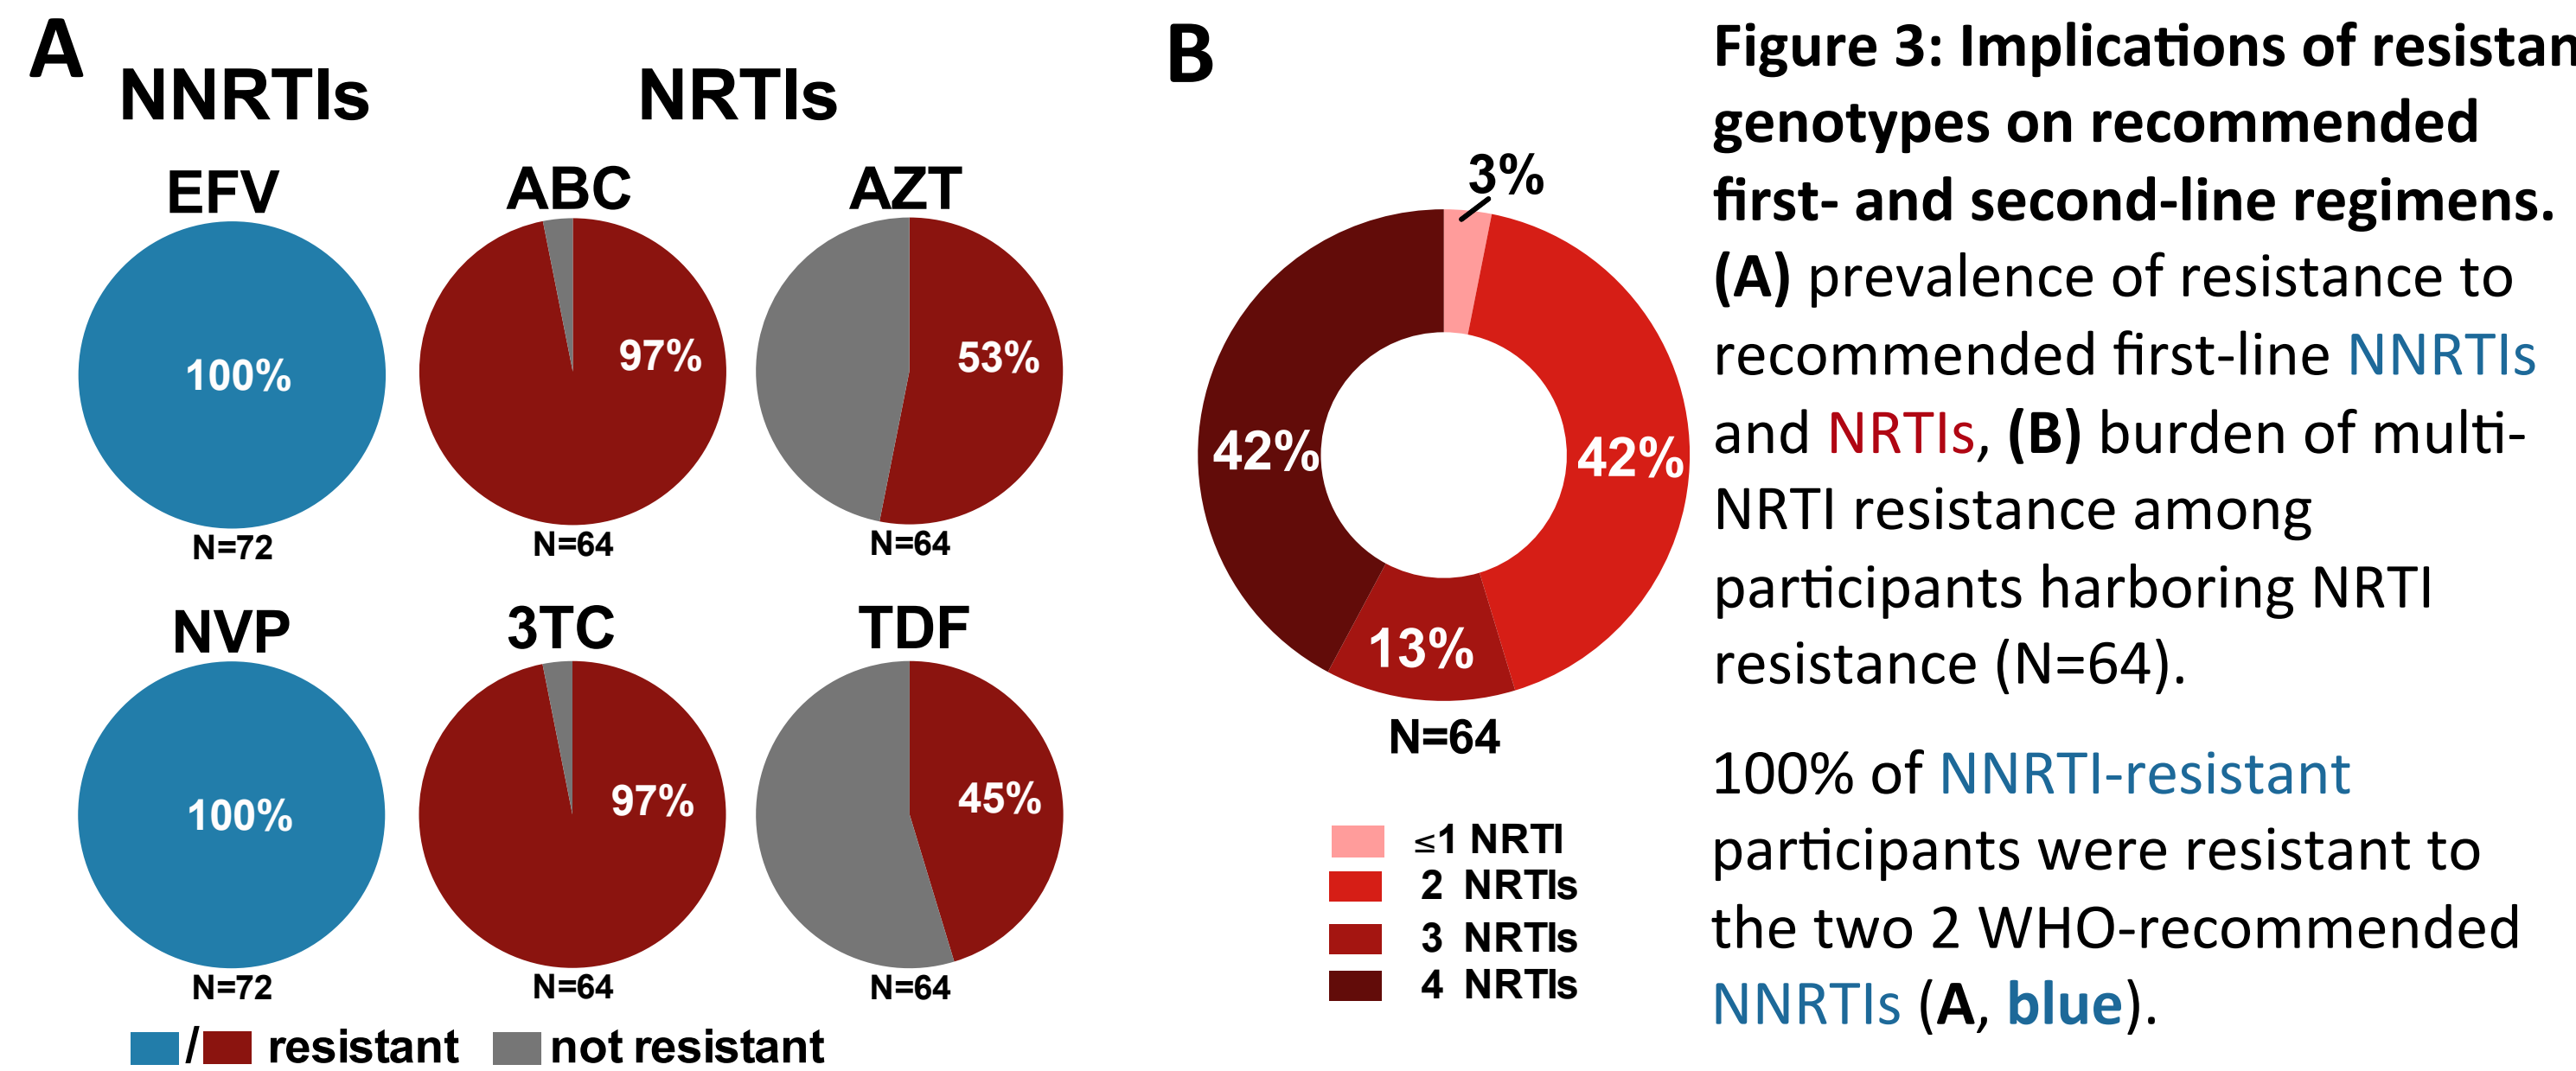 A
NNRTIs
NRTIs
EFV
ABC
AZT
100%
97%
53%
N=72
N=64
N=64
NVP
3TC
TDF
100%
97%
45%
N=72
N=64
N=64
/ resistant
not resistant
B
3%
42%
42%
13%
N=64
≤1 NRTI
2 NRTIs
3 NRTIs
4 NRTIs
Figure 3: Implications of resistan
genotypes on recommended
first- and second-line regimens.
(A) prevalence of resistance to
recommended first-line NNRTIs
and NRTIs, (B) burden of multi-
NRTI resistance among
participants harboring NRTI
resistance (N=64).
100% of NNRTI-resistant
participants were resistant to
the two 2 WHO-recommended
NNRTIs (A, blue).